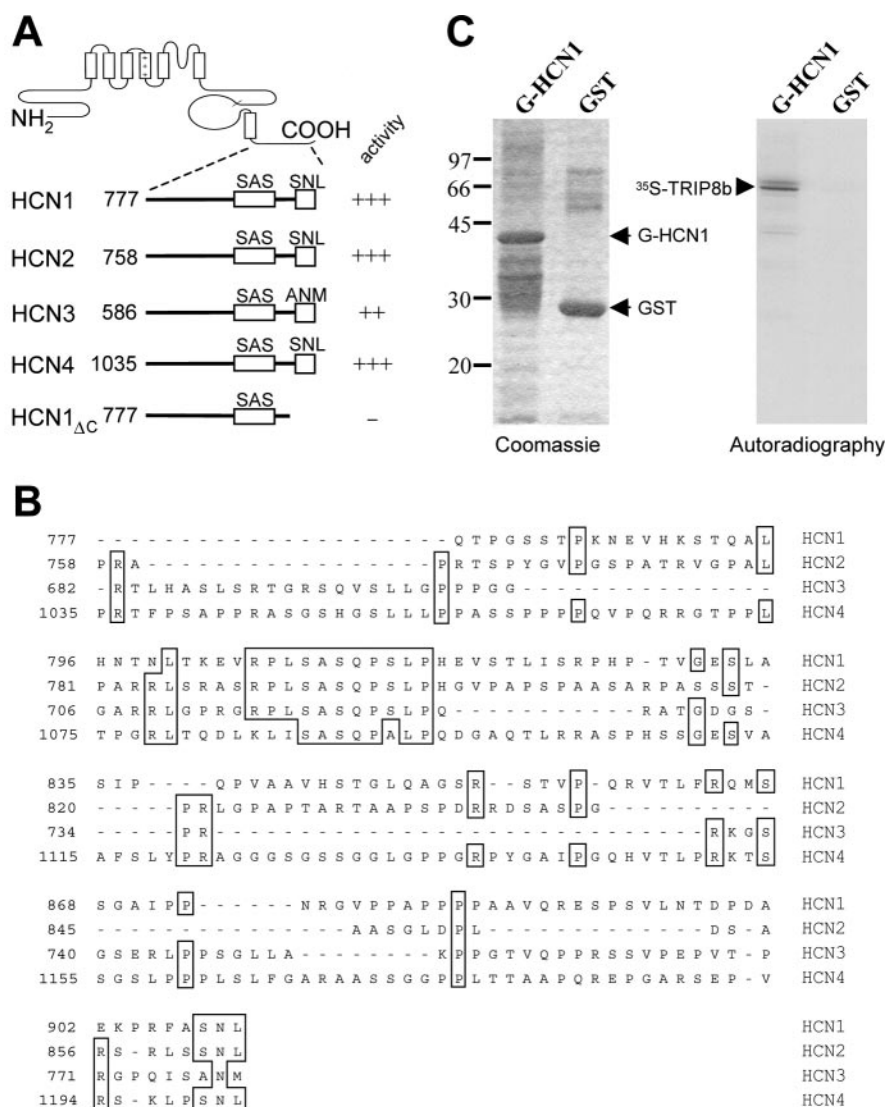 A
NH2
COOH
activity
HCN1 777 SAS SNL +++
HCN2 758 SAS SNL +++
HCN3 586 SAS ANM ++
HCN4 1035 SAS SNL +++
HCN1ΔC 777 SAS –
C
G-HCN1 GST
97
66
45
30
20
G-HCN1
GST
Coomassie
G-HCN1 GST
35S-TRIP8b
Autoradiography
B
777 - - - - - - - - - - - - - - - - - - - - - Q T P G S S T P K N E V H K S T Q A L HCN1
758 P R A - - - - - - - - - - - - - - - - - P R T S P Y G V P G S P A T R V G P A L HCN2
682 - R T L H A S L S R T G R S Q V S L L G P P P G G - - - - - - - - - - - - - - - HCN3
1035 P R T F P S A P P R A S G S H G S L L L P P A S S P P P P Q V P Q R R G T P P L HCN4
796 H N T N L T K E V R P L S A S Q P S L P H E V S T L I S R P H P - T V G E S L A HCN1
781 P A R R L S R A S R P L S A S Q P S L P H G V P A P S P A A S A R P A S S S T - HCN2
706 G A R R L G P R G R P L S A S Q P S L P Q - - - - - - - - - - - R A T G D G S - HCN3
1075 T P G R L T Q D L K L I S A S Q P A L P Q D G A Q T L R R A S P H S S G E S V A HCN4
835 S I P - - - - Q P V A A V H S T G L Q A G S R - - S T V P - Q R V T L F R Q M S HCN1
820 - - - - - P R L G P A P T A R T A A P S P D R R D S A S P G - - - - - - - - - - HCN2
734 - - - - - P R - - - - - - - - - - - - - - - - - - - - - - - - - - - - - R K G S HCN3
1115 A F S L Y P R A G G G S G S S G G L G P P G R P Y G A I P G Q H V T L P R K T S HCN4
868 S G A I P P - - - - - - N R G V P P A P P P P A A V Q R E S P S V L N T D P D A HCN1
845 - - - - - - - - - - - - - - - A A S G L D P L - - - - - - - - - - - - - D S - A HCN2
740 G S E R L P P S G L L A - - - - - - - - K P P G T V Q P P R S S V P E P V T - P HCN3
1155 S G S L P P P L S L F G A R A A S S G G P P L T T A A P Q R E P G A R S E P - V HCN4
902 E K P R F A S N L HCN1
856 R S - R L S S N L HCN2
771 R G P Q I S A N M HCN3
1194 R S - K L P S N L HCN4